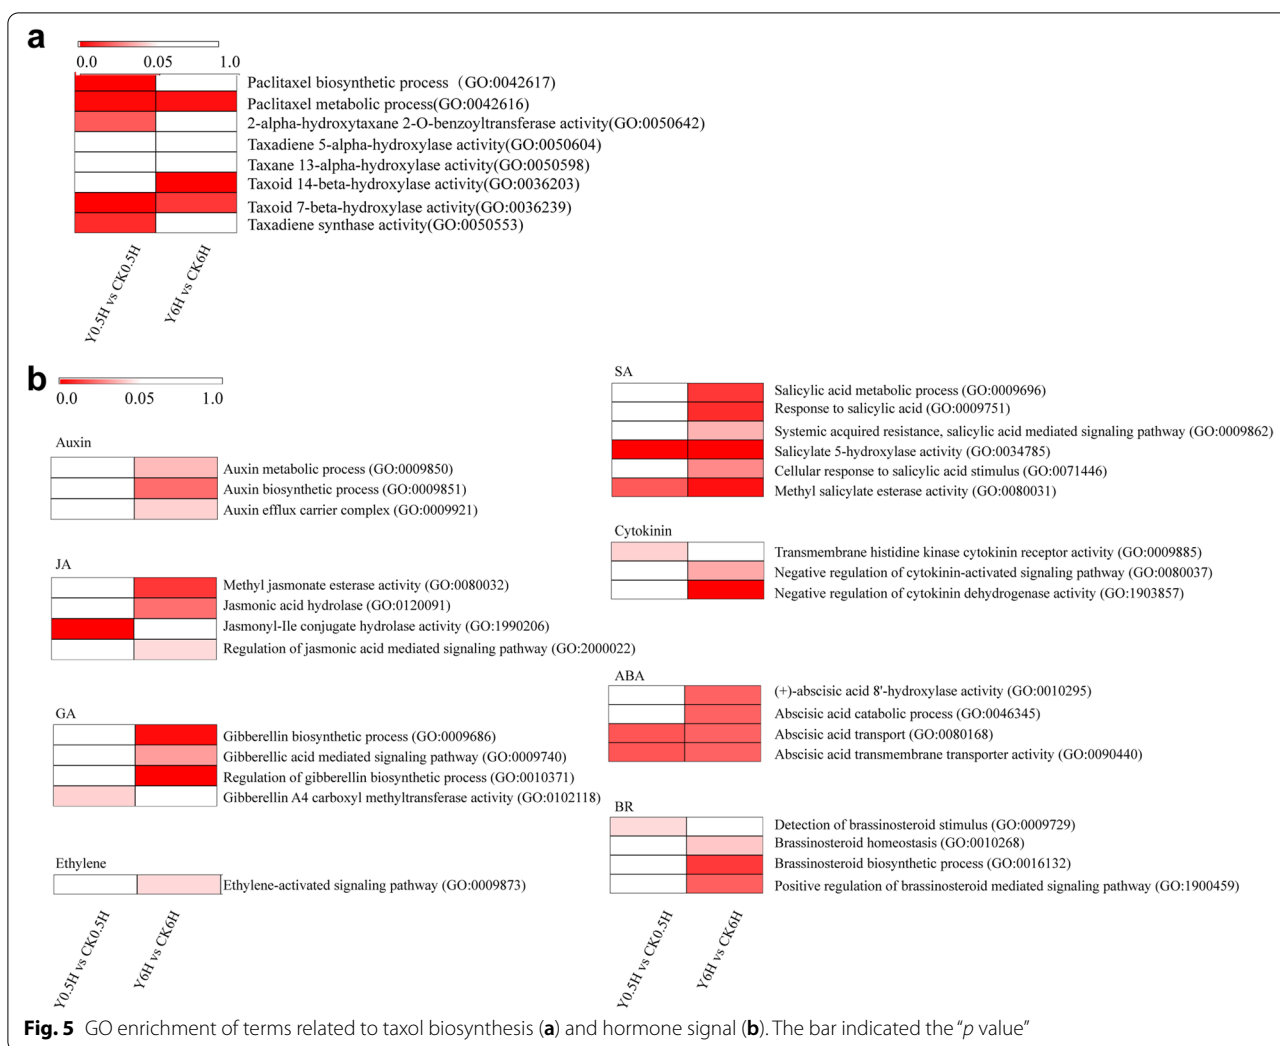 a
0.0 0.05 1.0
Paclitaxel biosynthetic process （GO:0042617)
Paclitaxel metabolic process(GO:0042616)
2-alpha-hydroxytaxane 2-O-benzoyltransferase activity(GO:0050642)
Taxadiene 5-alpha-hydroxylase activity(GO:0050604)
Taxane 13-alpha-hydroxylase activity(GO:0050598)
Taxoid 14-beta-hydroxylase activity(GO:0036203)
Taxoid 7-beta-hydroxylase activity(GO:0036239)
Taxadiene synthase activity(GO:0050553)
Y0.5H vs CK0.5H
Y6H vs CK6H
b
0.0 0.05 1.0
Auxin
Auxin metabolic process (GO:0009850)
Auxin biosynthetic process (GO:0009851)
Auxin efflux carrier complex (GO:0009921)
JA
Methyl jasmonate esterase activity (GO:0080032)
Jasmonic acid hydrolase (GO:0120091)
Jasmonyl-Ile conjugate hydrolase activity (GO:1990206)
Regulation of jasmonic acid mediated signaling pathway (GO:2000022)
GA
Gibberellin biosynthetic process (GO:0009686)
Gibberellic acid mediated signaling pathway (GO:0009740)
Regulation of gibberellin biosynthetic process (GO:0010371)
Gibberellin A4 carboxyl methyltransferase activity (GO:0102118)
Ethylene
Ethylene-activated signaling pathway (GO:0009873)
Y0.5H vs CK0.5H
Y6H vs CK6H
SA
Salicylic acid metabolic process (GO:0009696)
Response to salicylic acid (GO:0009751)
Systemic acquired resistance, salicylic acid mediated signaling pathway (GO:0009862)
Salicylate 5-hydroxylase activity (GO:0034785)
Cellular response to salicylic acid stimulus (GO:0071446)
Methyl salicylate esterase activity (GO:0080031)
Cytokinin
Transmembrane histidine kinase cytokinin receptor activity (GO:0009885)
Negative regulation of cytokinin-activated signaling pathway (GO:0080037)
Negative regulation of cytokinin dehydrogenase activity (GO:1903857)
ABA
(+)-abscisic acid 8'-hydroxylase activity (GO:0010295)
Abscisic acid catabolic process (GO:0046345)
Abscisic acid transport (GO:0080168)
Abscisic acid transmembrane transporter activity (GO:0090440)
BR
Detection of brassinosteroid stimulus (GO:0009729)
Brassinosteroid homeostasis (GO:0010268)
Brassinosteroid biosynthetic process (GO:0016132)
Positive regulation of brassinosteroid mediated signaling pathway (GO:1900459)
Y0.5H vs CK0.5H
Y6H vs CK6H
Fig. 5 GO enrichment of terms related to taxol biosynthesis (a) and hormone signal (b). The bar indicated the “p value”